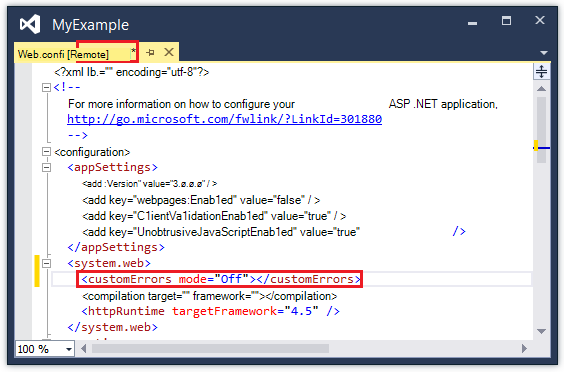 MyExample
Web.confi [Remote] *
<?xml lb.="" encoding="utf-8"?>
<!--
For more information on how to configure your ASP .NET application,
http://go.microsoft.com/fwlink/?LinkId=301880
-->
<configuration>
<appSettings>
<add :Version" value="3.ø.ø.ø" / >
<add key="webpages:Enab1ed" value="false" / >
<add key="C1ientVa1idationEnab1ed" value="true" / >
<add key="UnobtrusiveJavaScriptEnab1ed" value="true" />
</appSettings>
<system.web>
<customErrors mode="Off"></customErrors>
<compilation target="" framework=""></compilation>
<httpRuntime targetFramework="4.5" />
</system.web>
100 %